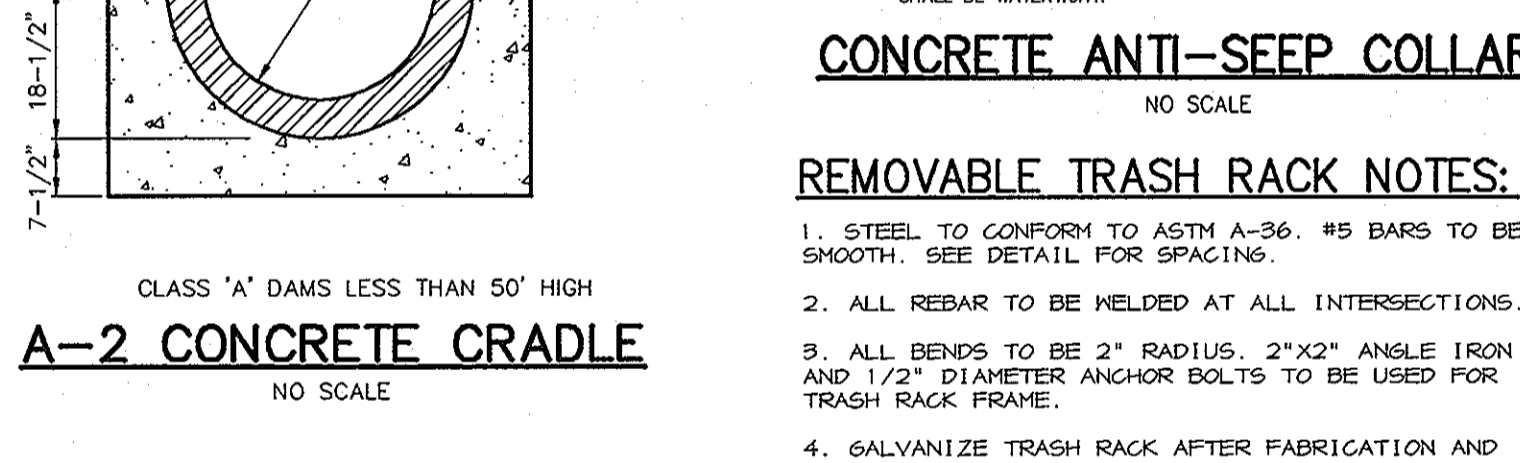 18-1/2"
7-1/2"
CLASS 'A' DAMS LESS THAN 50' HIGH
A-2 CONCRETE CRADLE
NO SCALE
CONCRETE ANTI-SEEP COLLAR
NO SCALE
REMOVABLE TRASH RACK NOTES:
1. STEEL TO CONFORM TO ASTM A-36. #5 BARS TO BE
SMOOTH. SEE DETAIL FOR SPACING.
2. ALL REBAR TO BE WELDED AT ALL INTERSECTIONS.
3. ALL BENDS TO BE 2" RADIUS. 2"X2" ANGLE IRON
AND 1/2" DIAMETER ANCHOR BOLTS TO BE USED FOR
TRASH RACK FRAME.
4. GALVANIZE TRASH RACK AFTER FABRICATION AND